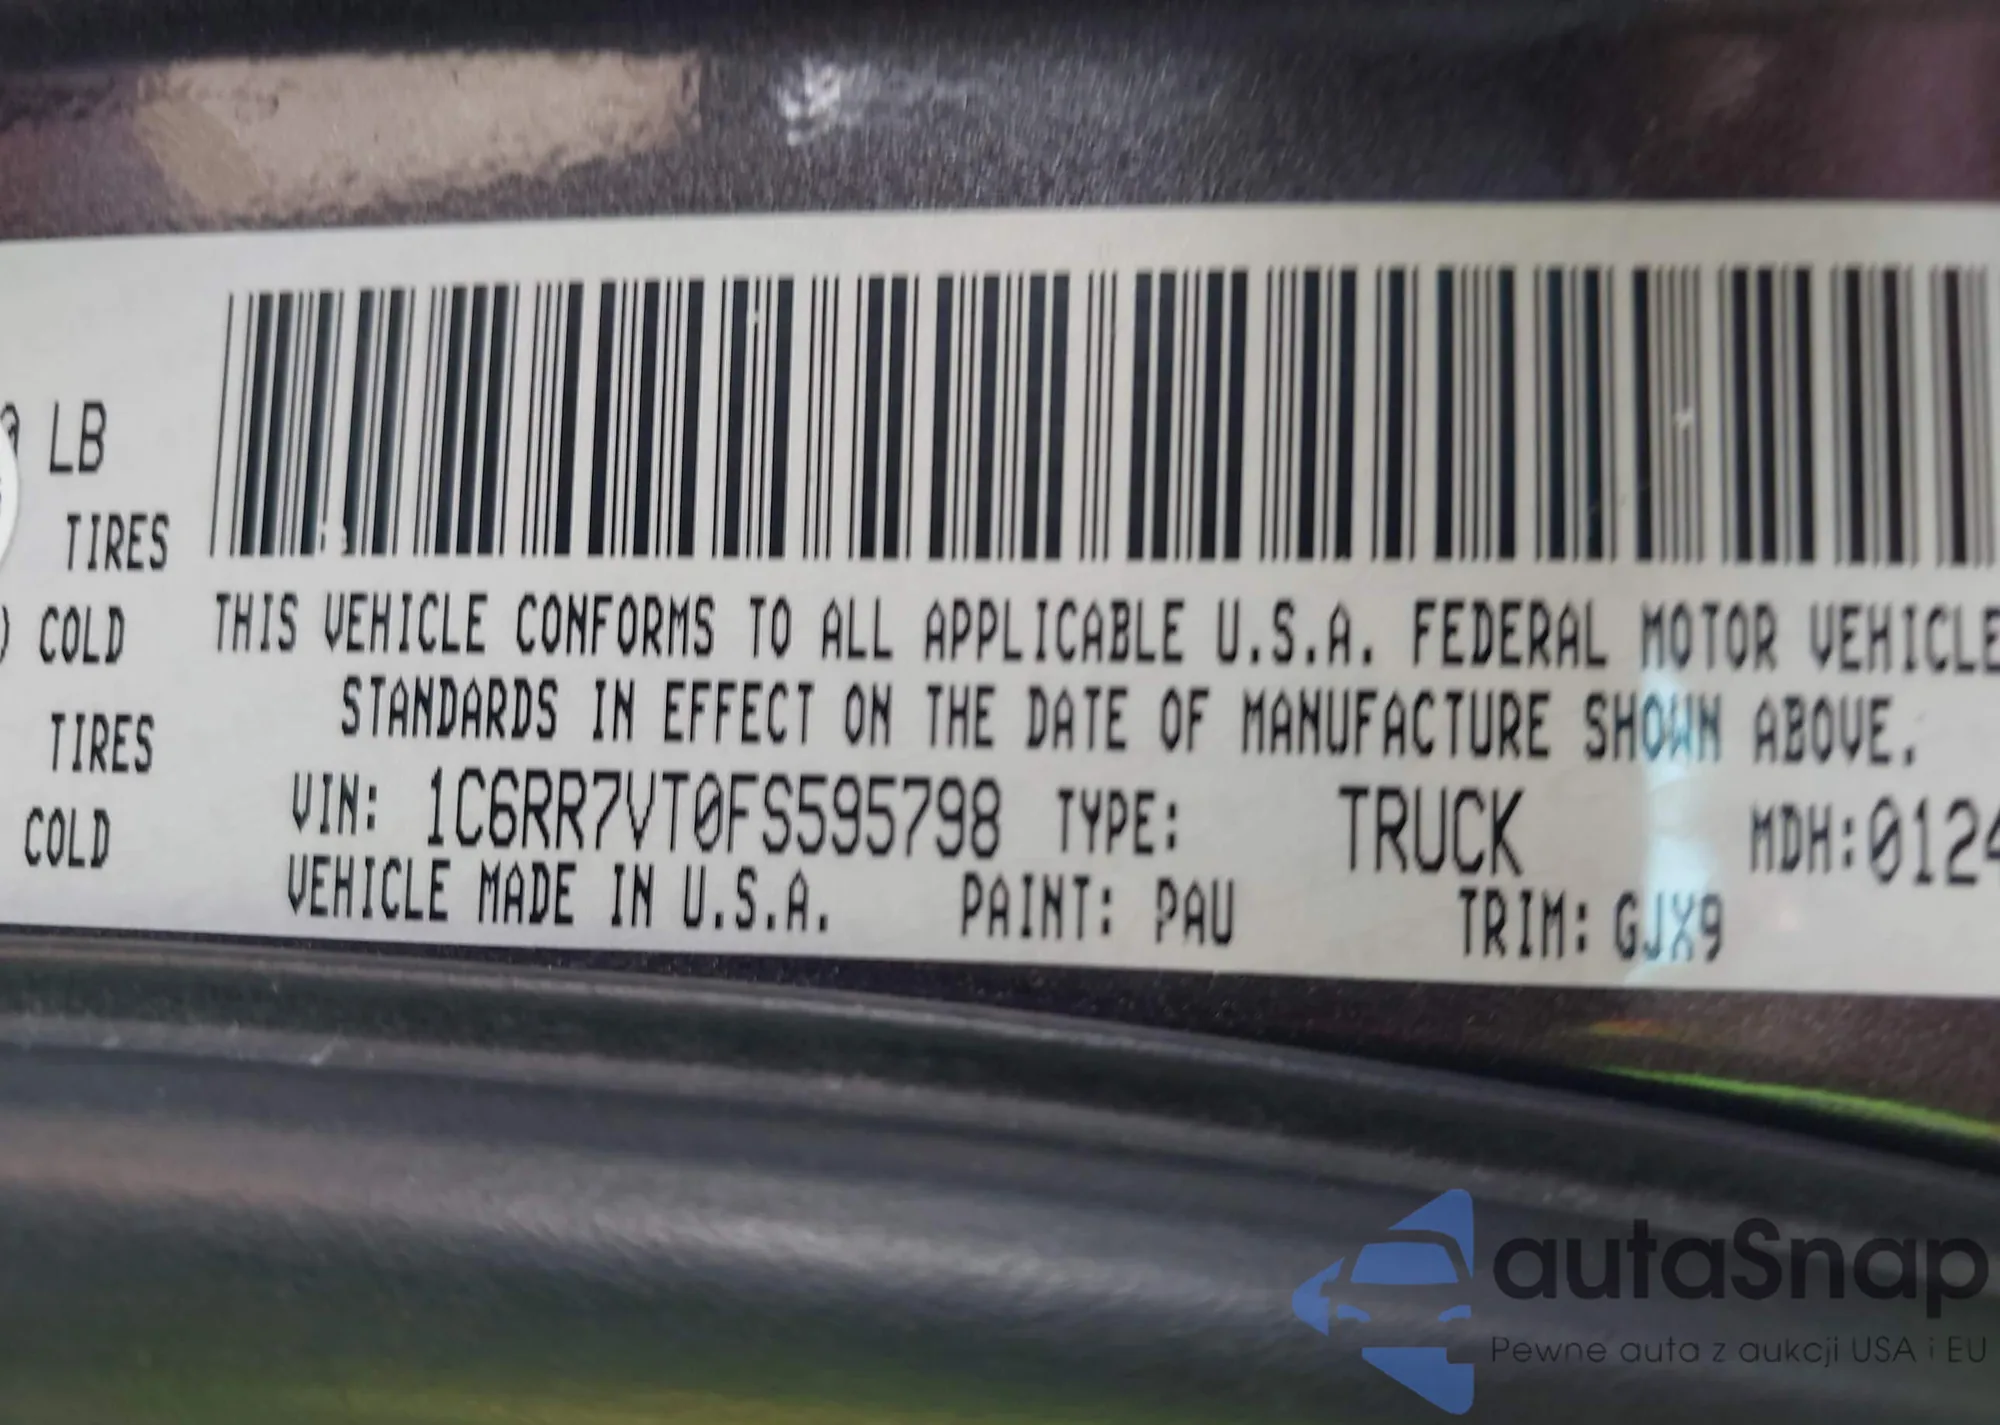 LB
TIRES
COLD
TIRES
COLD
THIS VEHICLE CONFORMS TO ALL APPLICABLE U.S.A. FEDERAL MOTOR VEHICLE
STANDARDS IN EFFECT ON THE DATE OF MANUFACTURE SHOWN ABOVE.
VIN: 1C6RR7VT0FS595798 TYPE: TRUCK MDH:0124
VEHICLE MADE IN U.S.A. PAINT: PAU TRIM: GJX9
autaSnap
Pewne auta z aukcji USA i EU